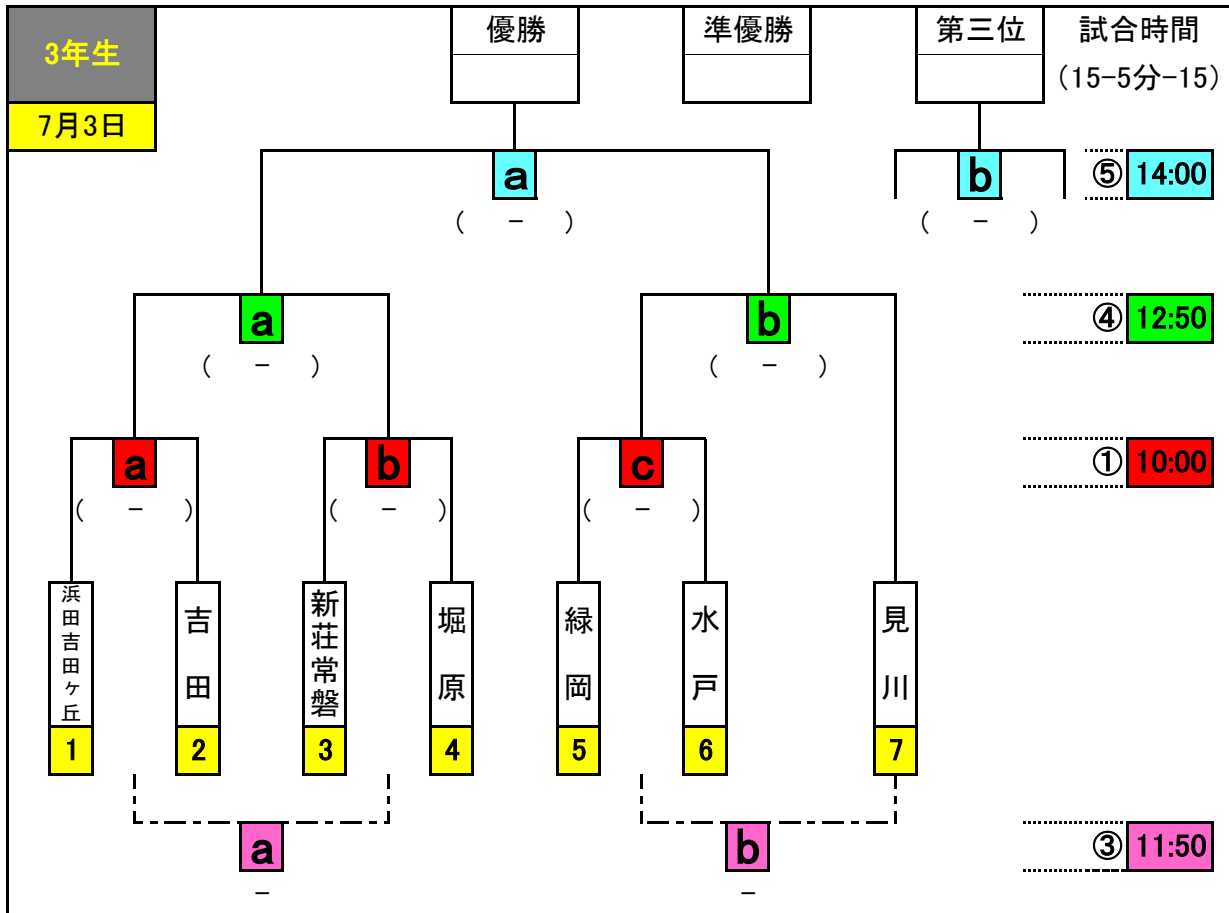 3年生
7月3日
優勝
準優勝
第三位
試合時間
(15-5分-15)
a
( - )
b
( - )
⑤ 14:00
a
( - )
b
( - )
④ 12:50
a
( - )
b
( - )
c
( - )
① 10:00
浜田吉田ヶ丘
吉田
新荘常磐
堀原
緑岡
水戸
見川
1
2
3
4
5
6
7
a
-
b
-
③ 11:50